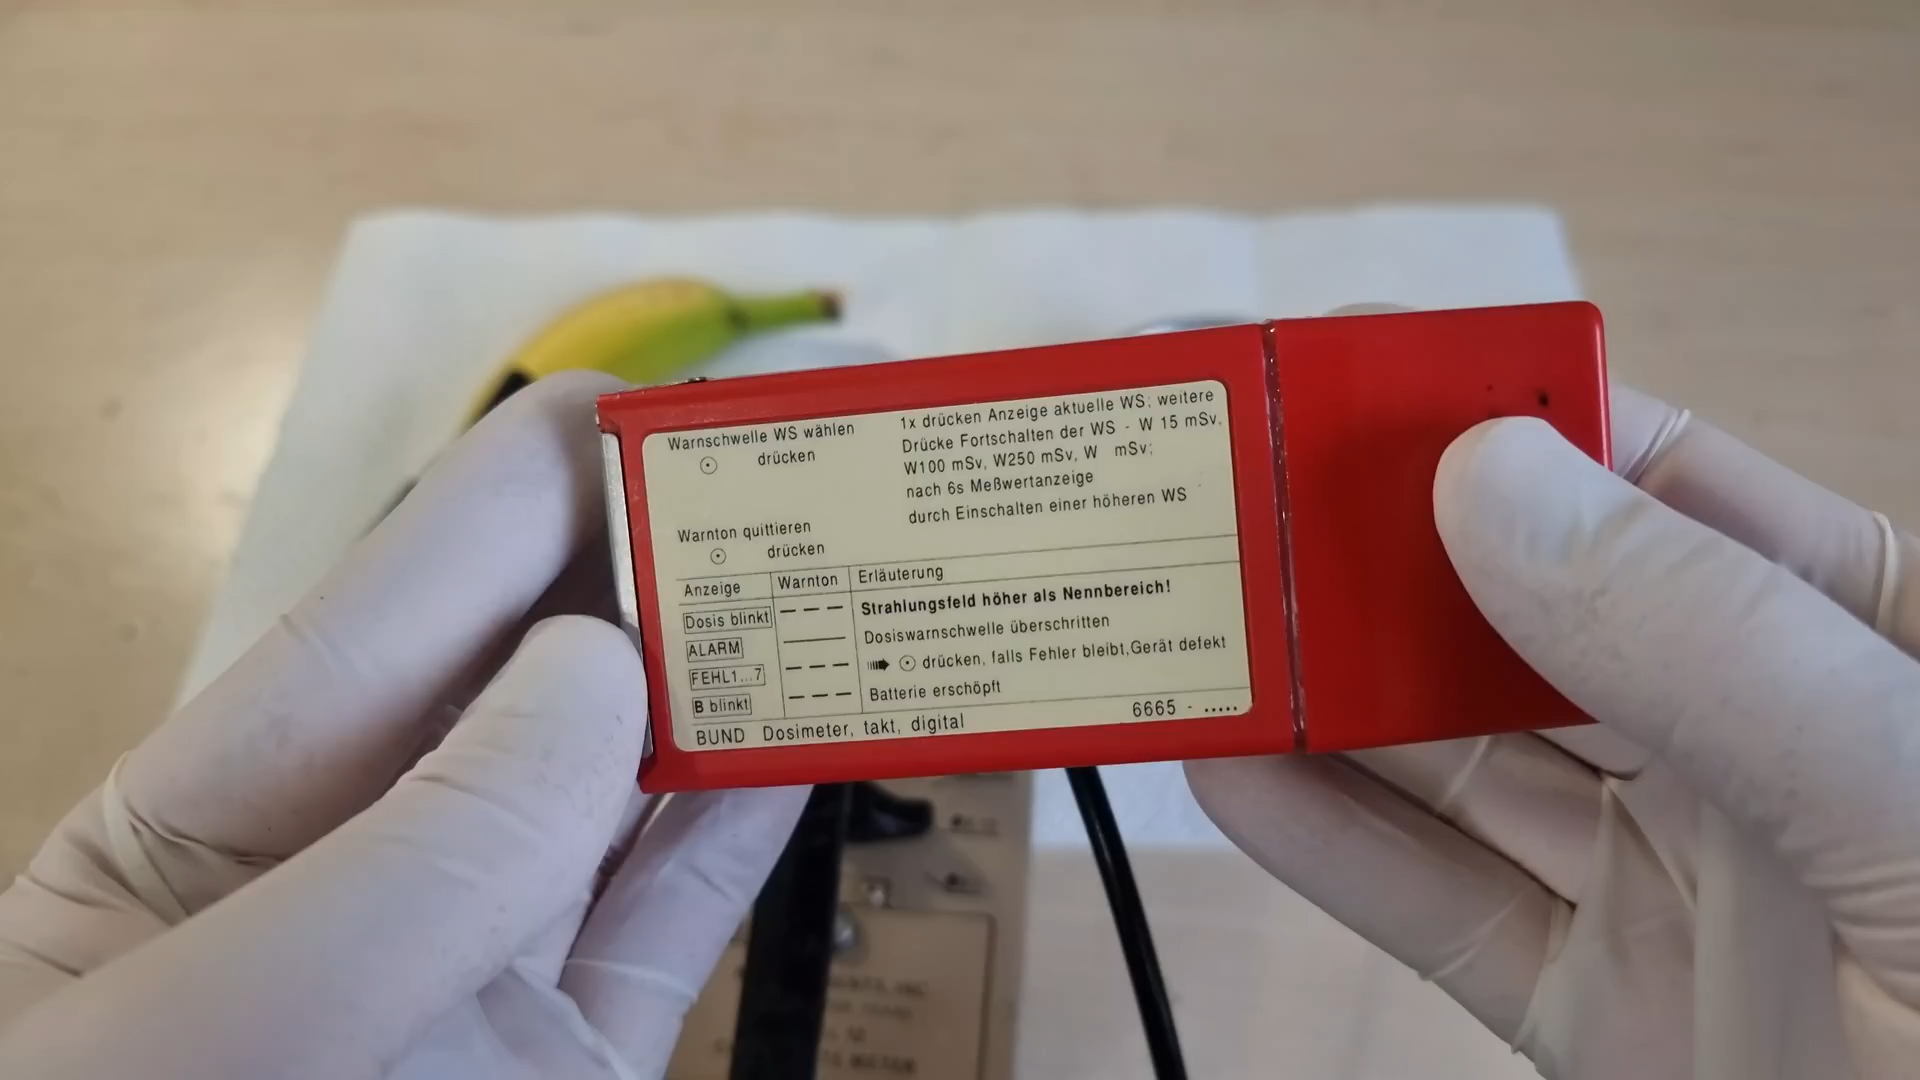 Warnschwelle WS wählen
drücken
1x drücken Anzeige aktuelle WS; weitere
Drücke Fortschalten der WS - W 15 mSv,
W100 mSv, W250 mSv, W mSv;
nach 6s Meßwertanzeige
Warnton quittieren
drücken
durch Einschalten einer höheren WS
Anzeige Warnton Erläuterung
Dosis blinkt --- Strahlungsfeld höher als Nennbereich!
ALARM — Dosiswarnschwelle überschritten
FEHL1...7 --- drücken, falls Fehler bleibt,Gerät defekt
B blinkt --- Batterie erschöpft
BUND Dosimeter, takt, digital 6665 - .....